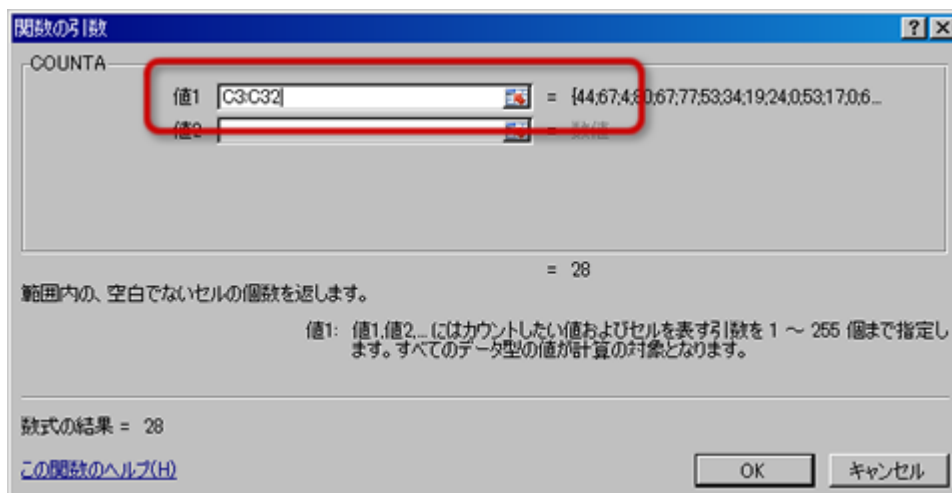 関数の引数
COUNTA
値1 C3:C32 = {44;67;4;80;67;77;53;34;19;24;0;53;17;0;6...
値2 = 数値
= 28
範囲内の、空白でないセルの個数を返します。
値1: 値1,値2,... にはカウントしたい値およびセルを表す引数を 1 ～ 255 個まで指定し
ます。すべてのデータ型の値が計算の対象となります。
数式の結果 = 28
この関数のヘルプ(H)
OK キャンセル